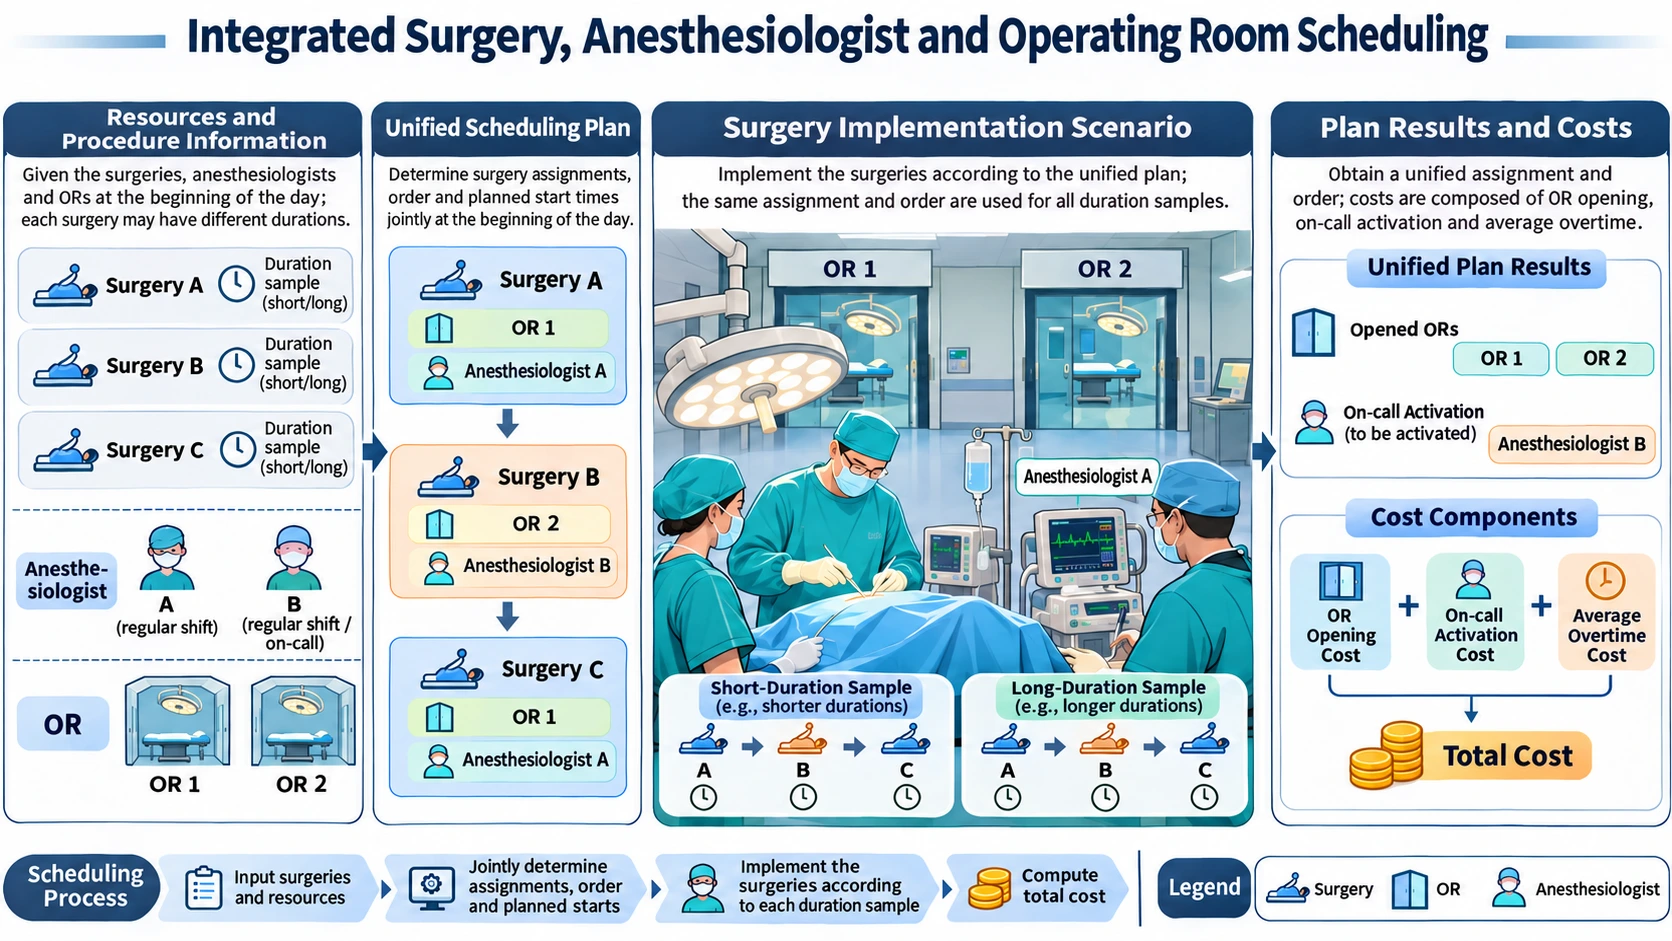 Integrated Surgery, Anesthesiologist and Operating Room Scheduling
Resources and
Procedure Information
Given the surgeries, anesthesiologists
and ORs at the beginning of the day;
each surgery may have different durations.
Surgery A
Duration
sample
(short/long)
Surgery B
Duration
sample
(short/long)
Surgery C
Duration
sample
(short/long)
Anesthe-
siologist
A
(regular shift)
B
(regular shift /
on-call)
OR
OR 1
OR 2
Unified Scheduling Plan
Determine surgery assignments,
order and planned start times
jointly at the beginning of the day.
Surgery A
OR 1
Anesthesiologist A
Surgery B
OR 2
Anesthesiologist B
Surgery C
OR 1
Anesthesiologist A
Surgery Implementation Scenario
Implement the surgeries according to the unified plan;
the same assignment and order are used for all duration samples.
OR 1
OR 2
Anesthesiologist A
Short-Duration Sample
(e.g., shorter durations)
A
B
C
Long-Duration Sample
(e.g., longer durations)
A
B
C
Plan Results and Costs
Obtain a unified assignment and
order; costs are composed of OR opening,
on-call activation and average overtime.
Unified Plan Results
Opened ORs
OR 1
OR 2
On-call Activation
(to be activated)
Anesthesiologist B
Cost Components
OR
Opening
Cost
+
On-call
Activation
Cost
+
Average
Overtime
Cost
Total Cost
Scheduling
Process
Input surgeries
and resources
Jointly determine
assignments, order
and planned starts
Implement the
surgeries according
to each duration sample
Compute
total cost
Legend
Surgery
OR
Anesthesiologist